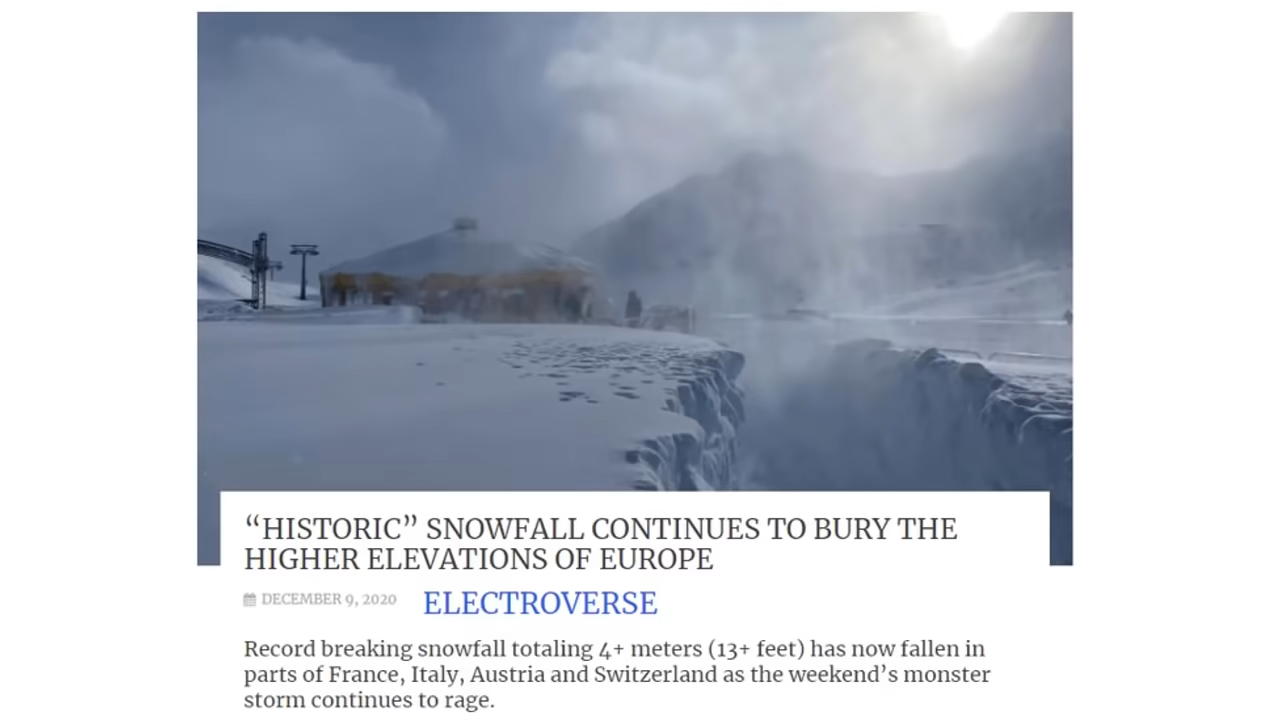 “HISTORIC” SNOWFALL CONTINUES TO BURY THE
HIGHER ELEVATIONS OF EUROPE
DECEMBER 9, 2020 ELECTROVERSE
Record breaking snowfall totaling 4+ meters (13+ feet) has now fallen in
parts of France, Italy, Austria and Switzerland as the weekend’s monster
storm continues to rage.